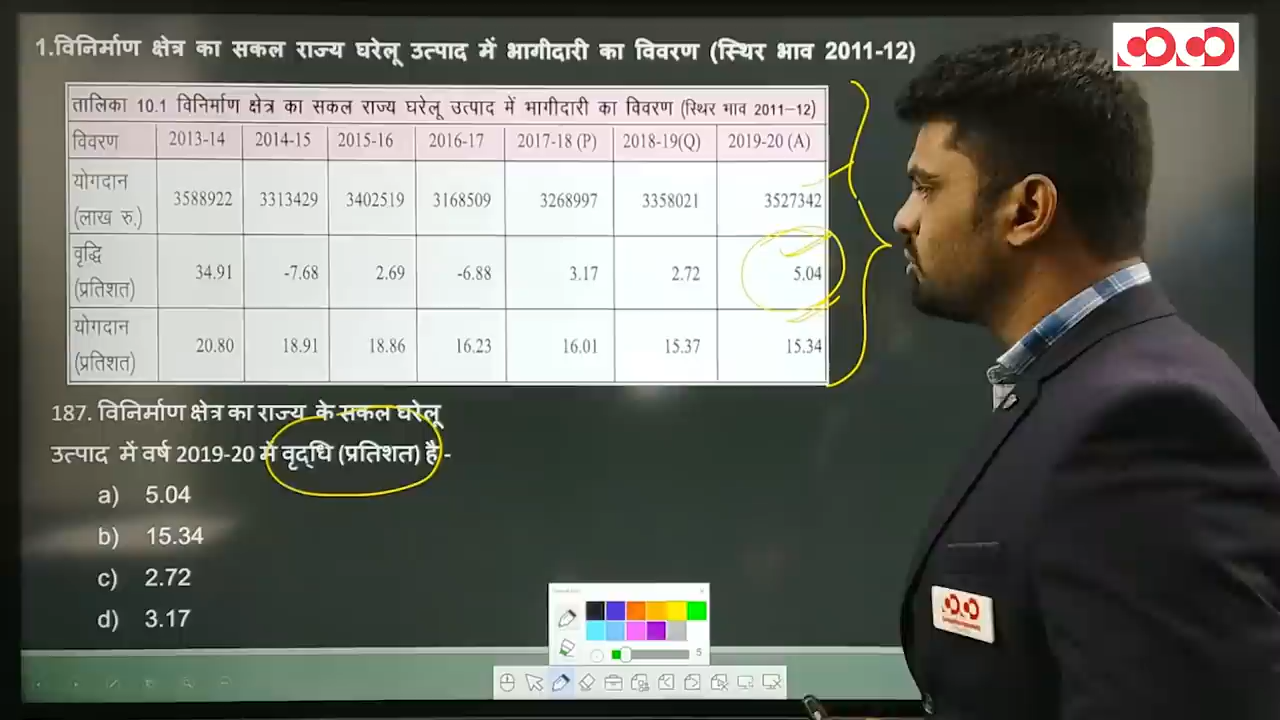 1.विनिर्माण क्षेत्र का सकल राज्य घरेलू उत्पाद में भागीदारी का विवरण (स्थिर भाव 2011-12)
तालिका 10.1 विनिर्माण क्षेत्र का सकल राज्य घरेलू उत्पाद में भागीदारी का विवरण (स्थिर भाव 2011-12)
विवरण 2013-14 2014-15 2015-16 2016-17 2017-18 (P) 2018-19(Q) 2019-20 (A)
योगदान (लाख रु.) 3588922 3313429 3402519 3168509 3268997 3358021 3527342
वृद्धि (प्रतिशत) 34.91 -7.68 2.69 -6.88 3.17 2.72 5.04
योगदान (प्रतिशत) 20.80 18.91 18.86 16.23 16.01 15.37 15.34
187. विनिर्माण क्षेत्र का राज्य के सकल घरेलू
उत्पाद में वर्ष 2019-20 में वृद्धि (प्रतिशत) है -
a) 5.04
b) 15.34
c) 2.72
d) 3.17
5